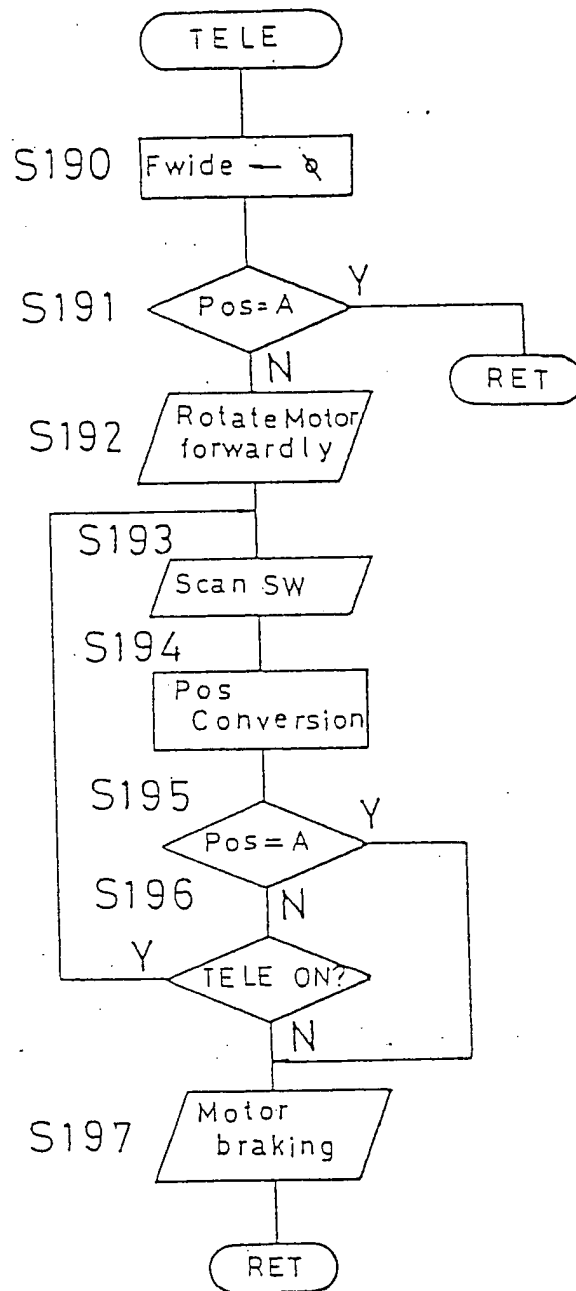 TELE
S190
Fwide — 0
S191
Pos=A
Y
RET
N
S192
Rotate Motor
forwardly
S193
Scan SW
S194
Pos
Conversion
S195
Pos=A
Y
S196
N
Y
TELE ON?
N
S197
Motor
braking
RET